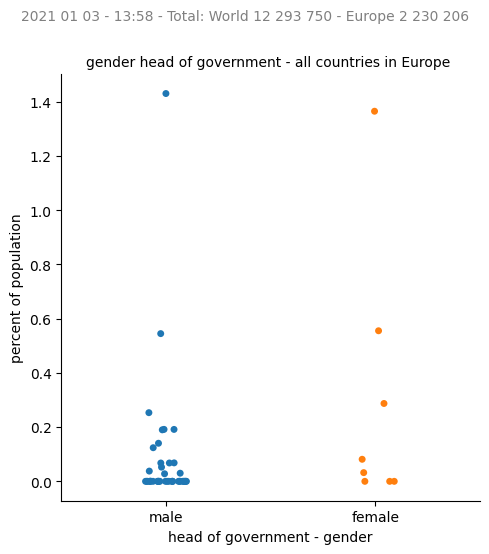 2021 01 03 - 13:58 - Total: World 12 293 750 - Europe 2 230 206
gender head of government - all countries in Europe
percent of population
1.4
1.2
1.0
0.8
0.6
0.4
0.2
0.0
male female
head of government - gender